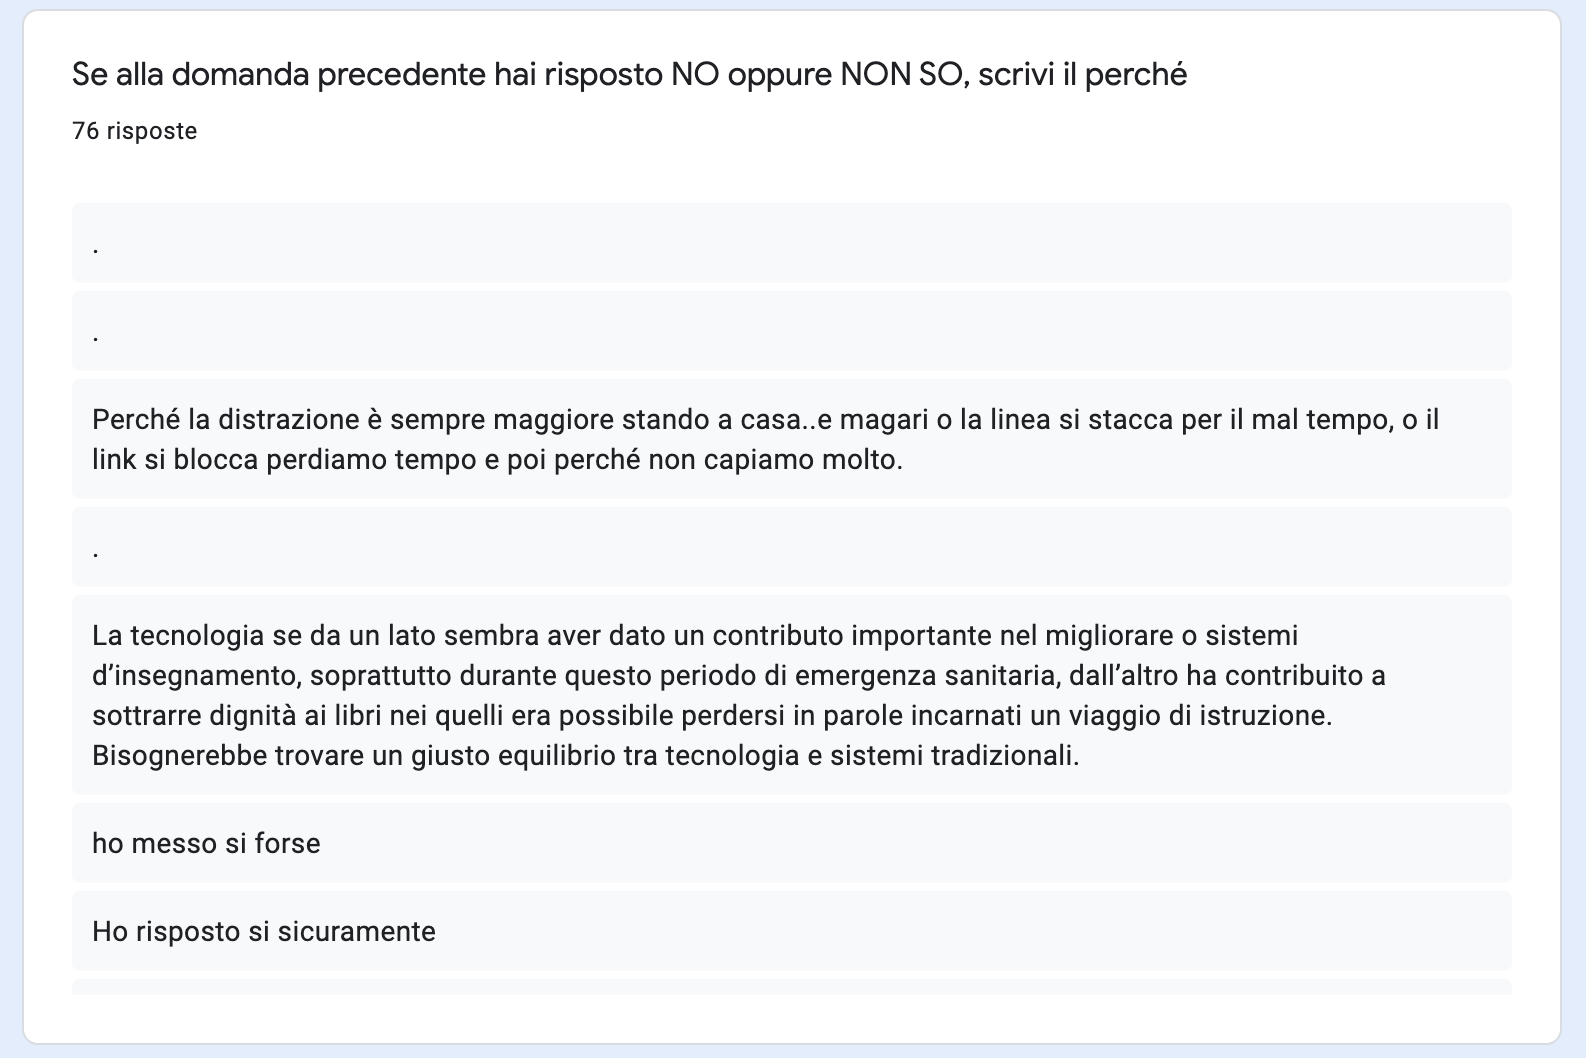 Se alla domanda precedente hai risposto NO oppure NON SO, scrivi il perché
76 risposte
.
.
Perché la distrazione è sempre maggiore stando a casa..e magari o la linea si stacca per il mal tempo, o il
link si blocca perdiamo tempo e poi perché non capiamo molto.
.
La tecnologia se da un lato sembra aver dato un contributo importante nel migliorare o sistemi
d’insegnamento, soprattutto durante questo periodo di emergenza sanitaria, dall’altro ha contribuito a
sottrarre dignità ai libri nei quelli era possibile perdersi in parole incarnati un viaggio di istruzione.
Bisognerebbe trovare un giusto equilibrio tra tecnologia e sistemi tradizionali.
ho messo si forse
Ho risposto si sicuramente